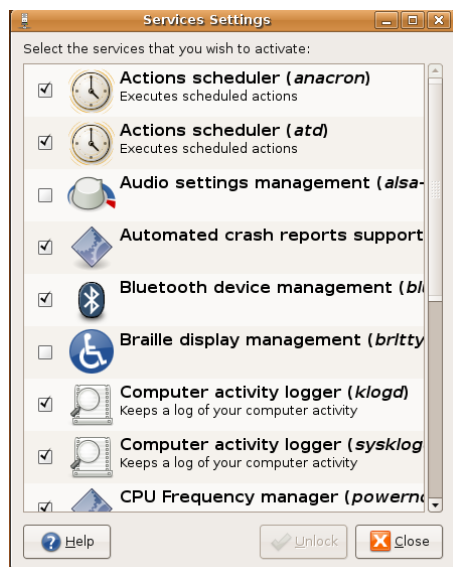 Services Settings
Select the services that you wish to activate:
Actions scheduler (anacron)
Executes scheduled actions
Actions scheduler (atd)
Executes scheduled actions
Audio settings management (alsa-
Automated crash reports support
Bluetooth device management (blu
Braille display management (brltty
Computer activity logger (klogd)
Keeps a log of your computer activity
Computer activity logger (sysklog
Keeps a log of your computer activity
CPU Frequency manager (powerno
Help
Unlock
Close